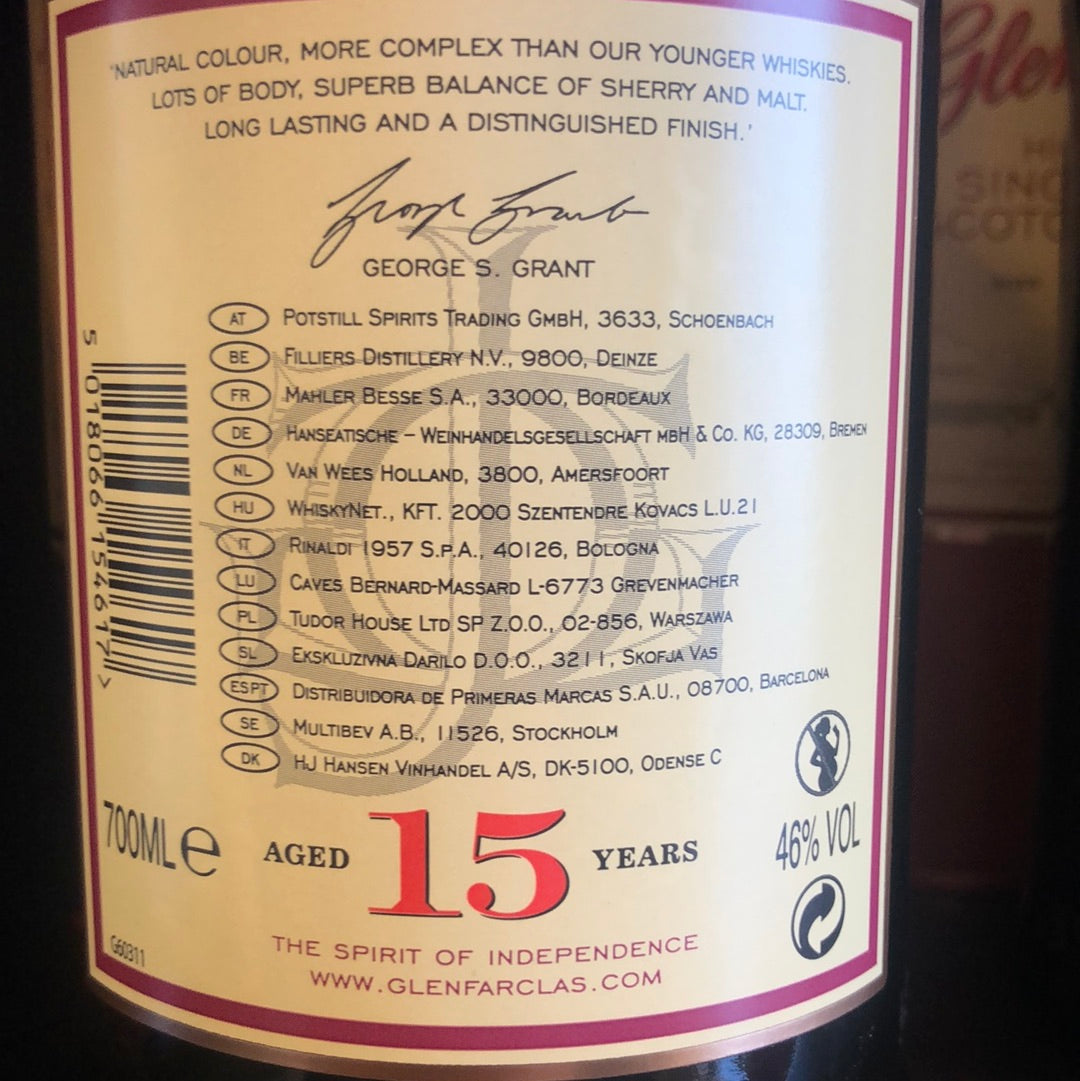 'NATURAL COLOUR, MORE COMPLEX THAN OUR YOUNGER WHISKIES.
LOTS OF BODY, SUPERB BALANCE OF SHERRY AND MALT.
LONG LASTING AND A DISTINGUISHED FINISH.'
George Grant
GEORGE S. GRANT
AT POTSTILL SPIRITS TRADING GMBH, 3633, SCHOENBACH
BE FILLIERS DISTILLERY N.V., 9800, DEINZE
FR MAHLER BESSE S.A., 33000, BORDEAUX
DE HANSEATISCHE – WEINHANDELSGESELLSCHAFT MBH & CO. KG, 28309, BREMEN
NL VAN WEES HOLLAND, 3800, AMERSFOORT
HU WHISKYNET., KFT. 2000 SZENTENDRE KOVACS L.U.21
IT RINALDI 1957 S.P.A., 40126, BOLOGNA
LU CAVES BERNARD-MASSARD L-6773 GREVENMACHER
PL TUDOR HOUSE LTD SP Z.O.O., 02-856, WARSZAWA
SL EKSKLUZIVNA DARILO D.O.O., 3211, SKOFJA VAS
ESPT DISTRIBUIDORA DE PRIMERAS MARCAS S.A.U., 08700, BARCELONA
SE MULTIBEV A.B., 11526, STOCKHOLM
DK HJ HANSEN VINHANDEL A/S, DK-5100, ODENSE C
5 018066 154617 >
700ML e
AGED 15 YEARS
46% VOL
G60311
THE SPIRIT OF INDEPENDENCE
WWW.GLENFARCLAS.COM